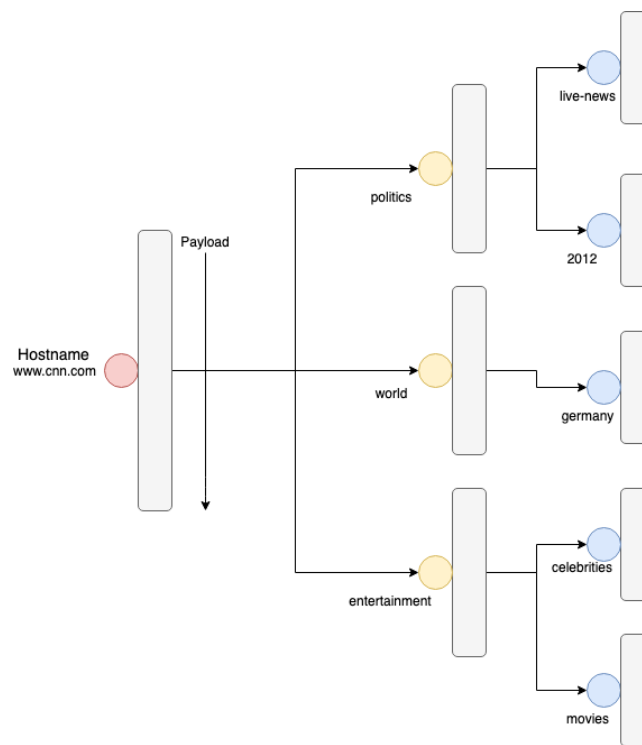 live-news
politics
Payload
2012
Hostname
www.cnn.com
world
germany
celebrities
entertainment
movies